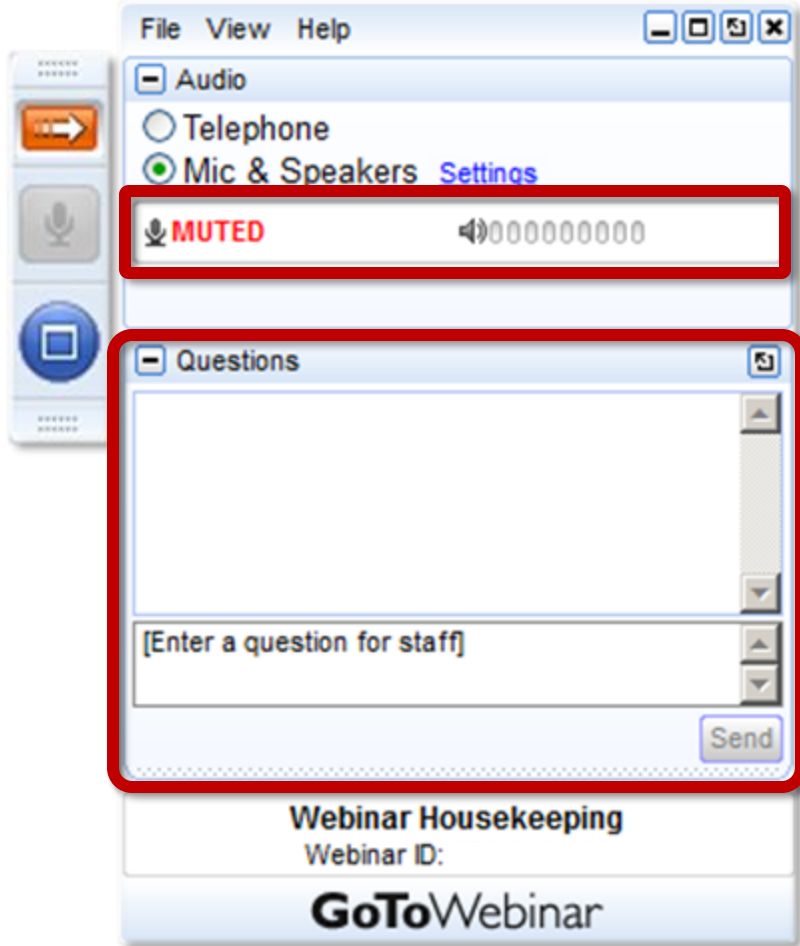 File View Help
Audio
Telephone
Mic & Speakers Settings
MUTED 000000000
Questions
[Enter a question for staff]
Send
Webinar Housekeeping
Webinar ID:
GoToWebinar